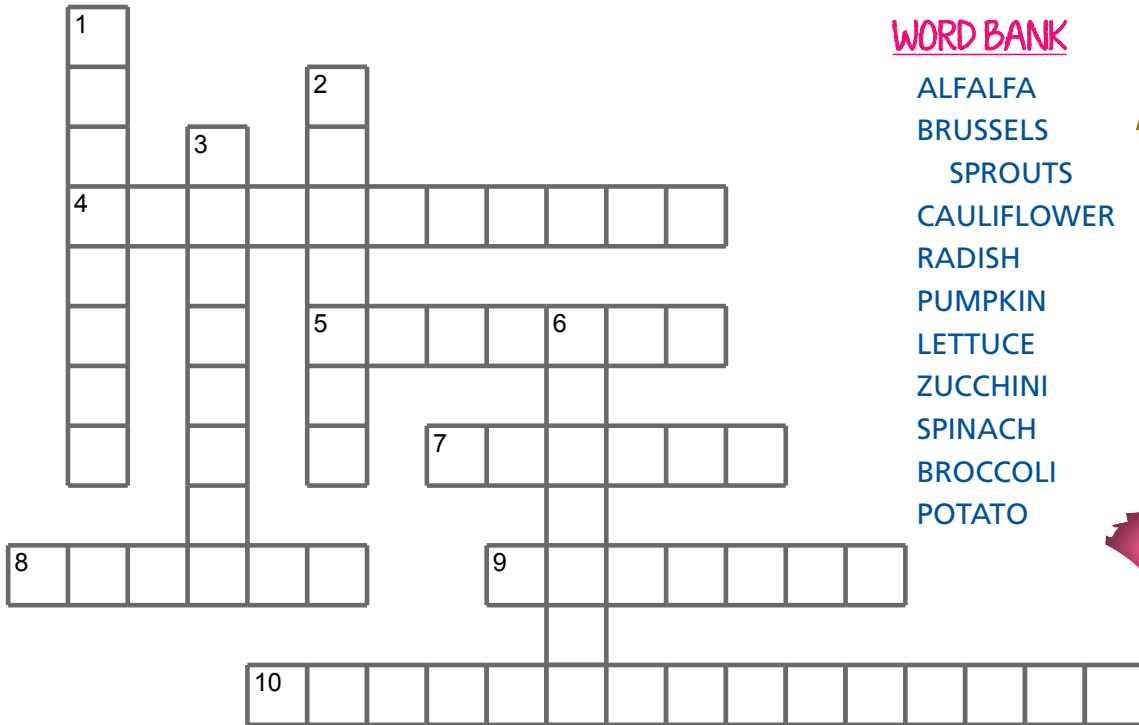 1
WORD BANK
2
ALFALFA
BRUSSELS
3
SPROUTS
4
CAULIFLOWER
RADISH
PUMPKIN
5
6
LETTUCE
ZUCCHINI
7
SPINACH
BROCCOLI
POTATO
8
9
10